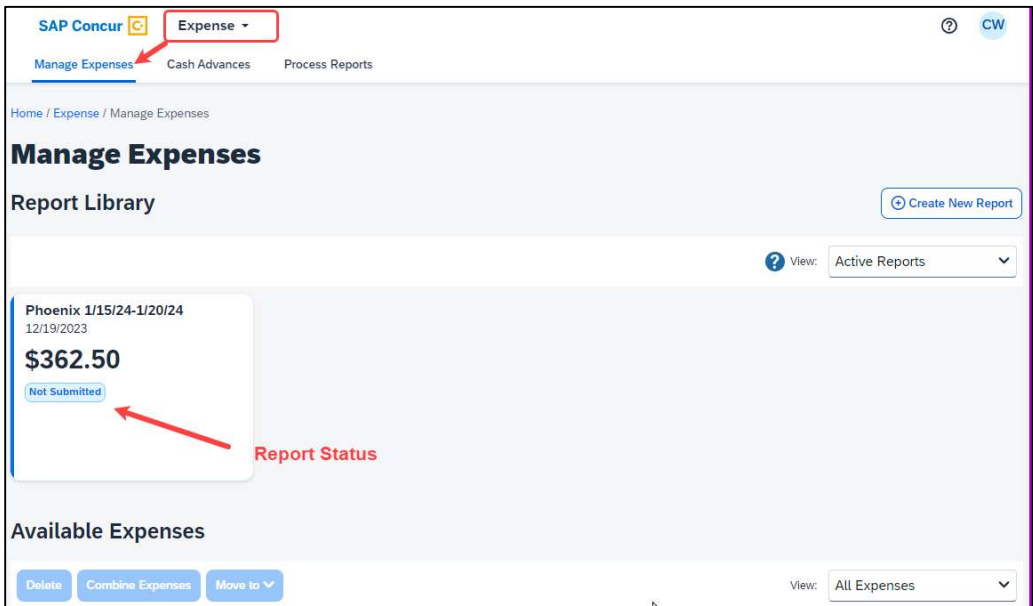 SAP Concur C Expense
CW
Manage Expenses Cash Advances Process Reports
Home / Expense / Manage Expenses
Manage Expenses
Report Library
Create New Report
? View: Active Reports
Phoenix 1/15/24-1/20/24
12/19/2023
$362.50
Not Submitted
Report Status
Available Expenses
Delete Combine Expenses Move to View: All Expenses